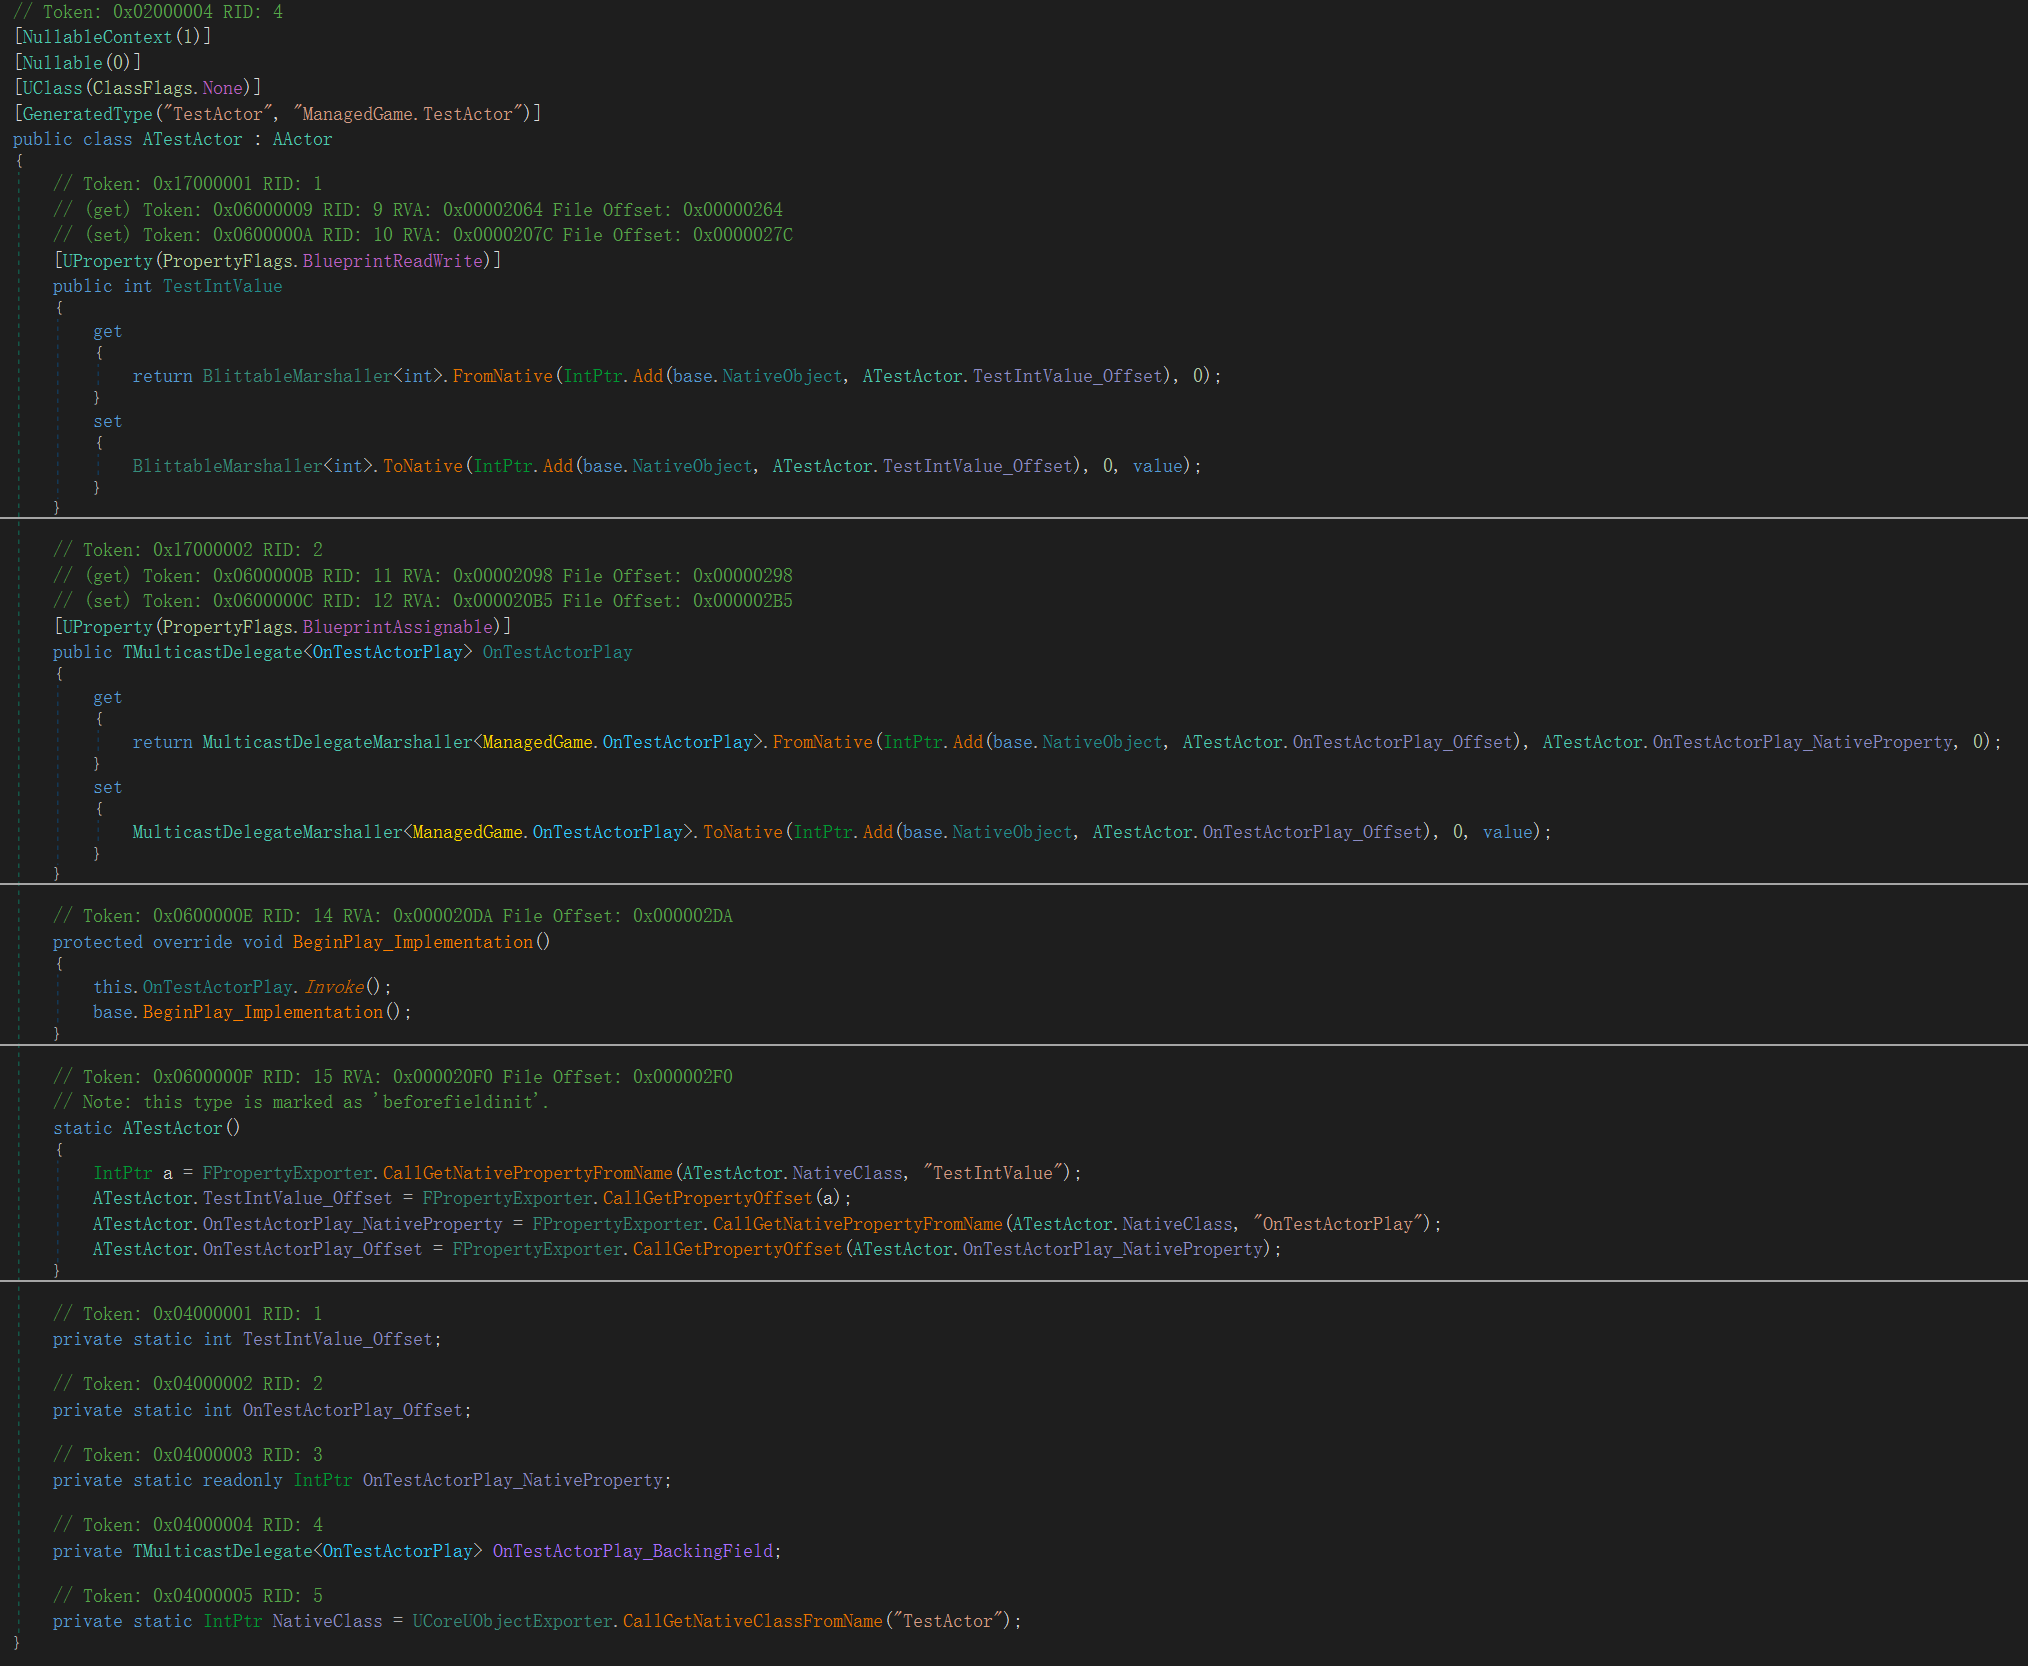 // Token: 0x02000004 RID: 4
[NullableContext(1)]
[Nullable(0)]
[UClass(ClassFlags.None)]
[GeneratedType("TestActor", "ManagedGame.TestActor")]
public class ATestActor : AActor
{
// Token: 0x17000001 RID: 1
// (get) Token: 0x06000009 RID: 9 RVA: 0x00002064 File Offset: 0x00000264
// (set) Token: 0x0600000A RID: 10 RVA: 0x0000207C File Offset: 0x0000027C
[UProperty(PropertyFlags.BlueprintReadWrite)]
public int TestIntValue
{
get
{
return BlittableMarshaller<int>.FromNative(IntPtr.Add(base.NativeObject, ATestActor.TestIntValue_Offset), 0);
}
set
{
BlittableMarshaller<int>.ToNative(IntPtr.Add(base.NativeObject, ATestActor.TestIntValue_Offset), 0, value);
}
}
// Token: 0x17000002 RID: 2
// (get) Token: 0x0600000B RID: 11 RVA: 0x00002098 File Offset: 0x00000298
// (set) Token: 0x0600000C RID: 12 RVA: 0x000020B5 File Offset: 0x000002B5
[UProperty(PropertyFlags.BlueprintAssignable)]
public TMulticastDelegate<OnTestActorPlay> OnTestActorPlay
{
get
{
return MulticastDelegateMarshaller<ManagedGame.OnTestActorPlay>.FromNative(IntPtr.Add(base.NativeObject, ATestActor.OnTestActorPlay_Offset), ATestActor.OnTestActorPlay_NativeProperty, 0);
}
set
{
MulticastDelegateMarshaller<ManagedGame.OnTestActorPlay>.ToNative(IntPtr.Add(base.NativeObject, ATestActor.OnTestActorPlay_Offset), 0, value);
}
}
// Token: 0x0600000E RID: 14 RVA: 0x000020DA File Offset: 0x000002DA
protected override void BeginPlay_Implementation()
{
this.OnTestActorPlay.Invoke();
base.BeginPlay_Implementation();
}
// Token: 0x0600000F RID: 15 RVA: 0x000020F0 File Offset: 0x000002F0
// Note: this type is marked as 'beforefieldinit'.
static ATestActor()
{
IntPtr a = FPropertyExporter.CallGetNativePropertyFromName(ATestActor.NativeClass, "TestIntValue");
ATestActor.TestIntValue_Offset = FPropertyExporter.CallGetPropertyOffset(a);
ATestActor.OnTestActorPlay_NativeProperty = FPropertyExporter.CallGetNativePropertyFromName(ATestActor.NativeClass, "OnTestActorPlay");
ATestActor.OnTestActorPlay_Offset = FPropertyExporter.CallGetPropertyOffset(ATestActor.OnTestActorPlay_NativeProperty);
}
// Token: 0x04000001 RID: 1
private static int TestIntValue_Offset;
// Token: 0x04000002 RID: 2
private static int OnTestActorPlay_Offset;
// Token: 0x04000003 RID: 3
private static readonly IntPtr OnTestActorPlay_NativeProperty;
// Token: 0x04000004 RID: 4
private TMulticastDelegate<OnTestActorPlay> OnTestActorPlay_BackingField;
// Token: 0x04000005 RID: 5
private static IntPtr NativeClass = UCoreUObjectExporter.CallGetNativeClassFromName("TestActor");
}